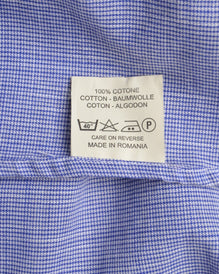 100% COTONE
COTTON - BAUMWOLLE
COTON - ALGODON
40° P
CARE ON REVERSE
MADE IN ROMANIA